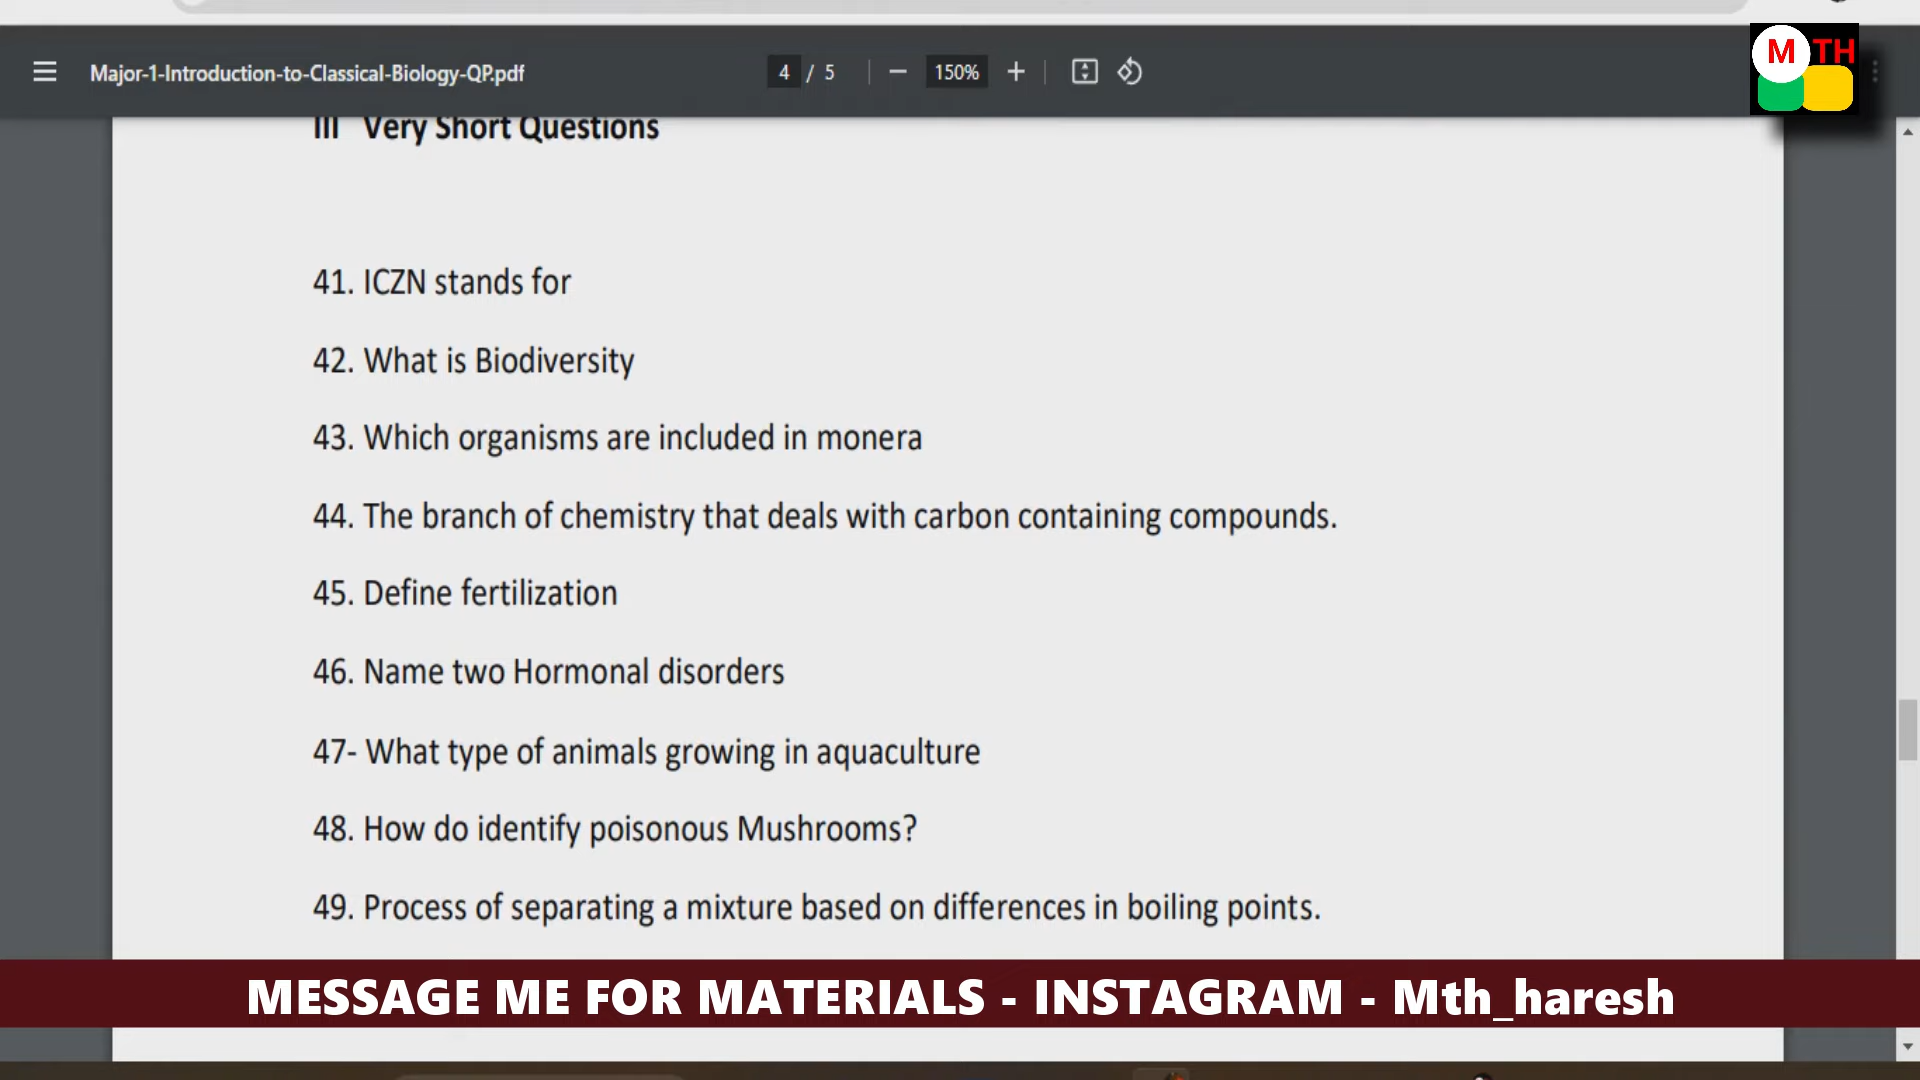 Major-1-Introduction-to-Classical-Biology-QP.pdf 4 / 5 150%
M TH
III Very Short Questions
41. ICZN stands for
42. What is Biodiversity
43. Which organisms are included in monera
44. The branch of chemistry that deals with carbon containing compounds.
45. Define fertilization
46. Name two Hormonal disorders
47- What type of animals growing in aquaculture
48. How do identify poisonous Mushrooms?
49. Process of separating a mixture based on differences in boiling points.
MESSAGE ME FOR MATERIALS - INSTAGRAM - Mth_haresh